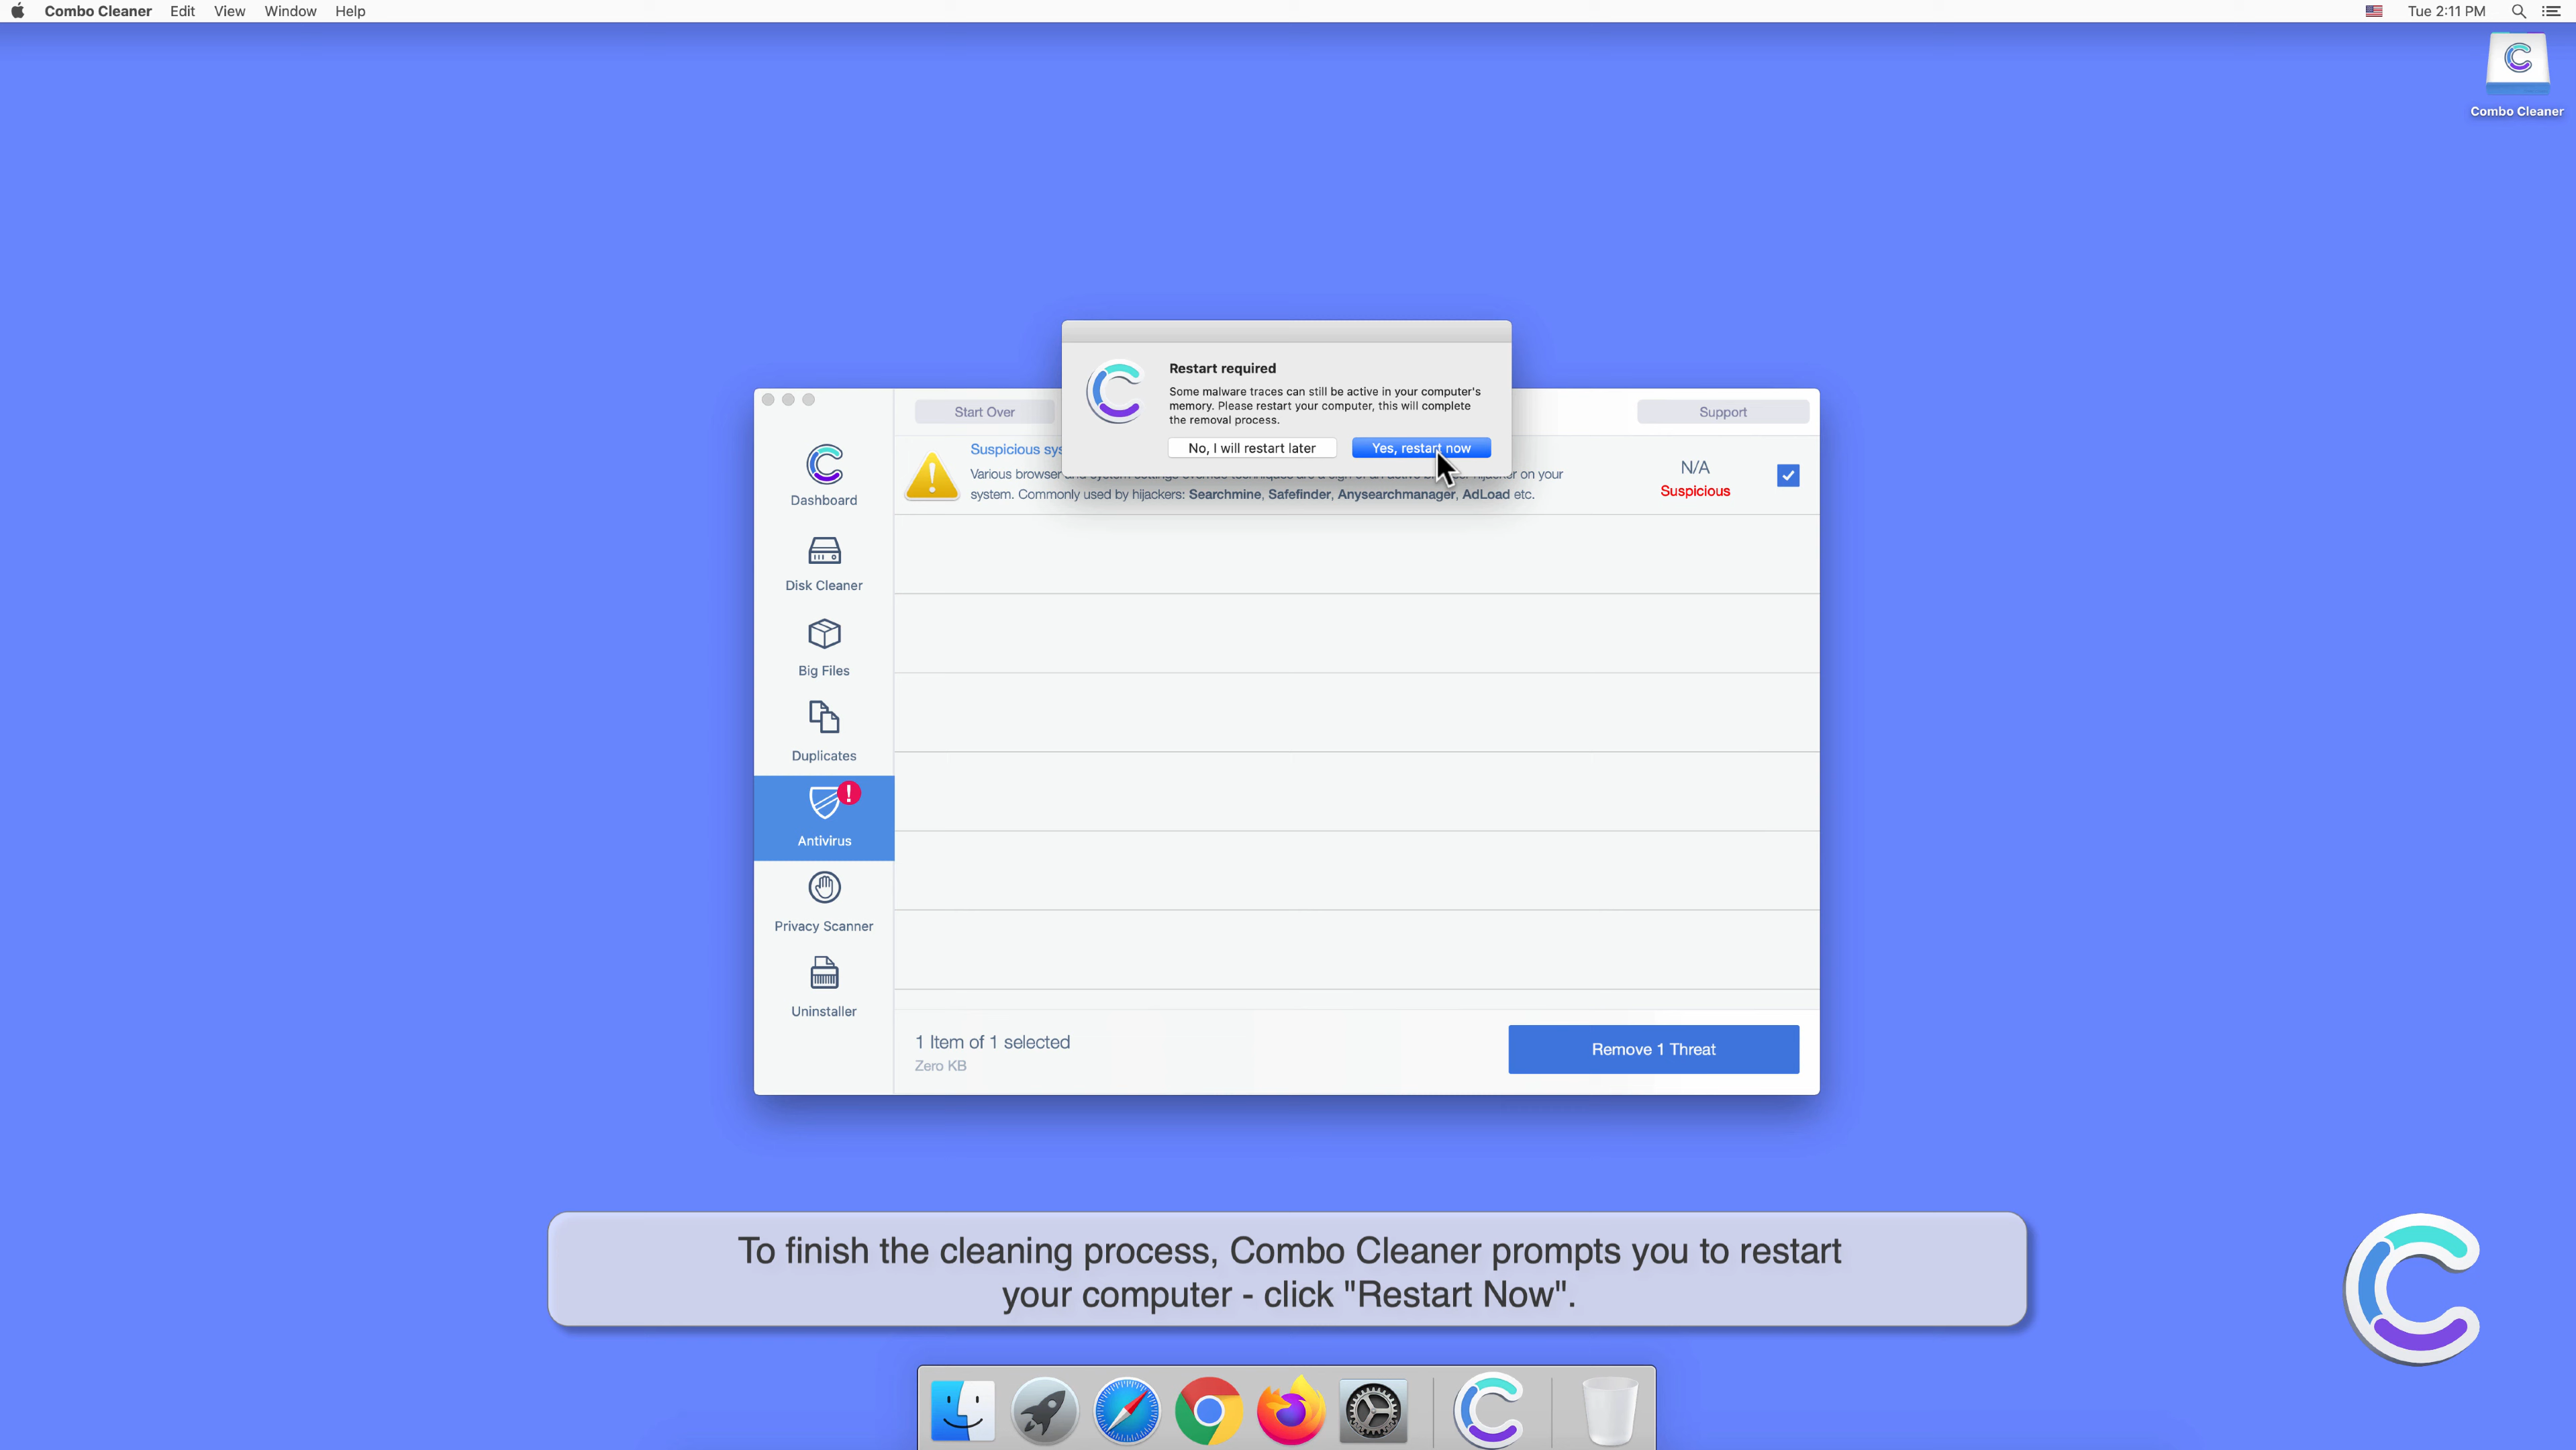 Combo Cleaner Edit View Window Help
Tue 2:11 PM
Combo Cleaner
Restart required
Some malware traces can still be active in your computer's
memory. Please restart your computer, this will complete
the removal process.
No, I will restart later
Yes, restart now
Start Over
Support
Suspicious
Various browser on your
system. Commonly used by hijackers: Searchmine, Safefinder, Anysearchmanager, AdLoad etc.
N/A
Suspicious
Dashboard
Disk Cleaner
Big Files
Duplicates
Antivirus
Privacy Scanner
Uninstaller
1 Item of 1 selected
Zero KB
Remove 1 Threat
To finish the cleaning process, Combo Cleaner prompts you to restart
your computer - click "Restart Now".